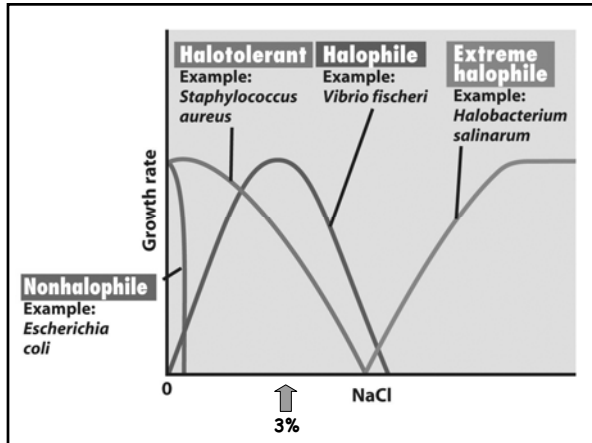 Halotolerant
Example:
Staphylococcus
aureus
Halophile
Example:
Vibrio fischeri
Extreme
halophile
Example:
Halobacterium
salinarum
Growth rate
Nonhalophile
Example:
Escherichia
coli
0
NaCl
3%